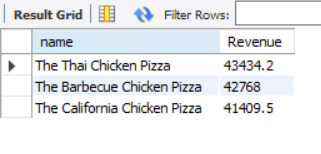 Result Grid Filter Rows:
name Revenue
The Thai Chicken Pizza 43434.2
The Barbecue Chicken Pizza 42768
The California Chicken Pizza 41409.5